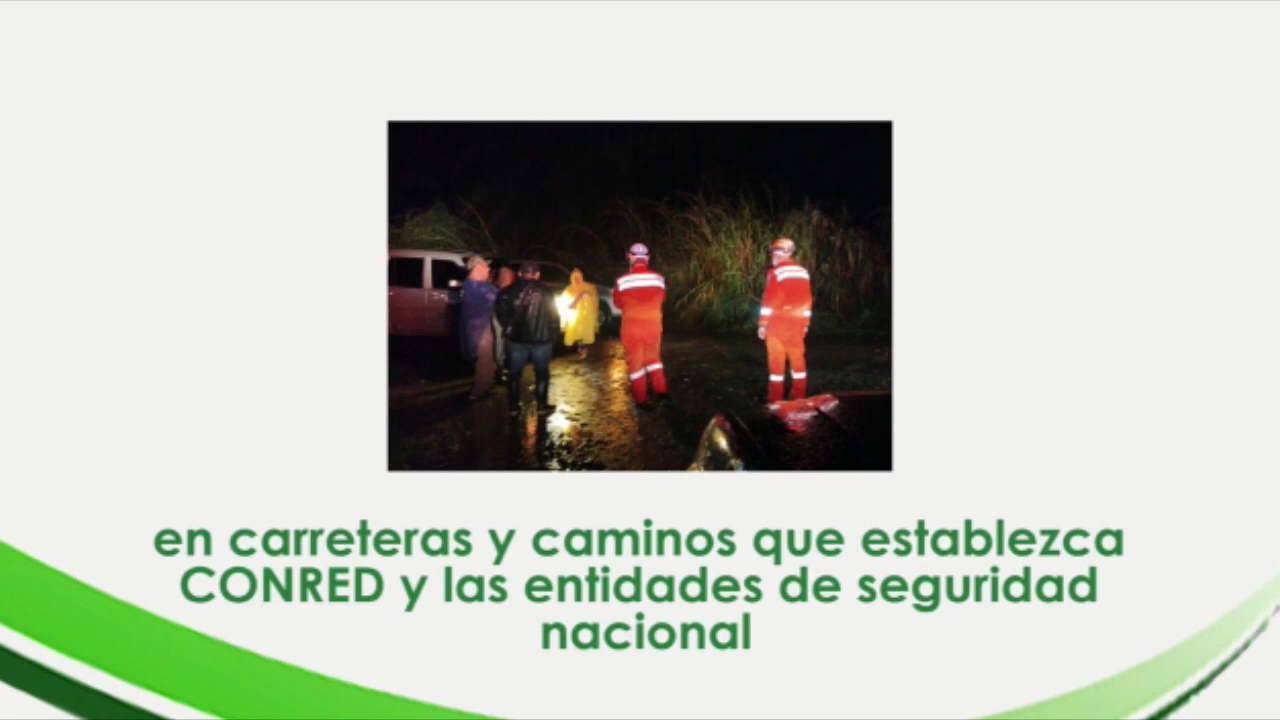 en carreteras y caminos que establezca
CONRED y las entidades de seguridad
nacional